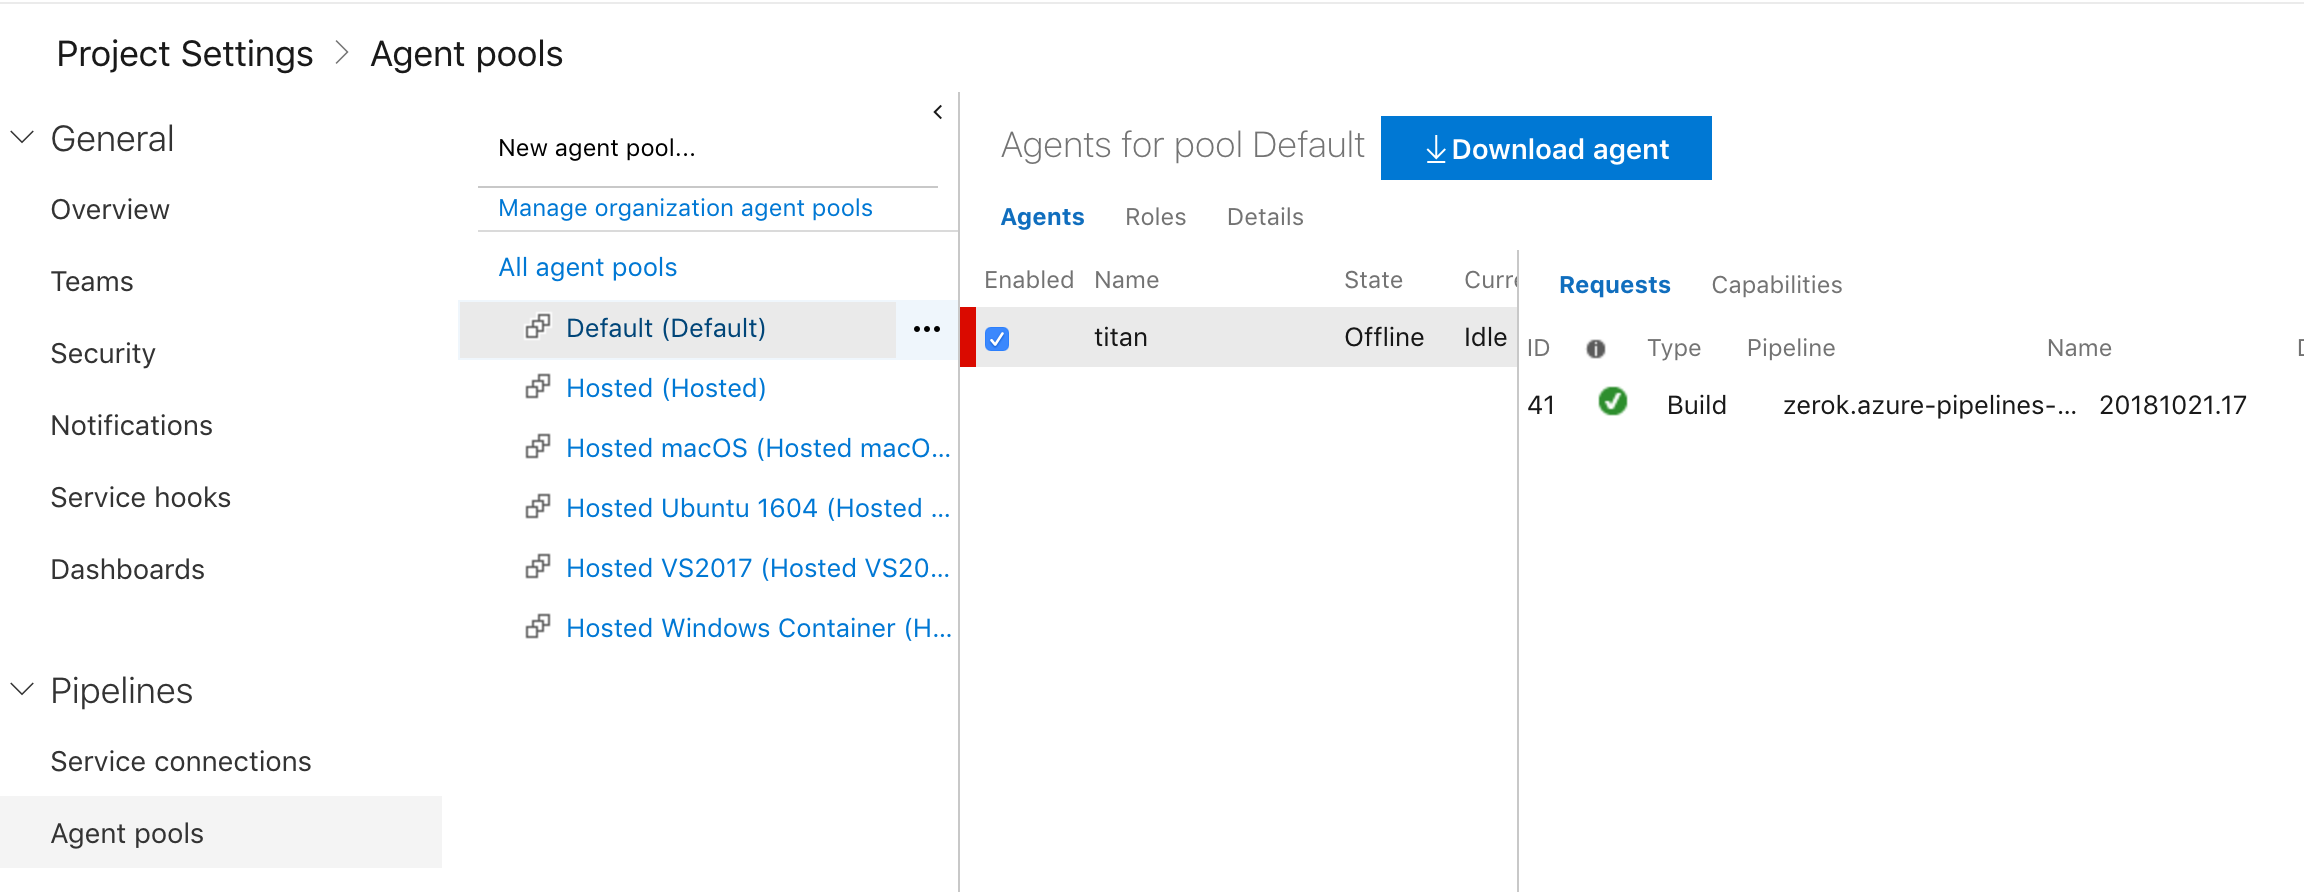 Project Settings > Agent pools
General
Overview
Teams
Security
Notifications
Service hooks
Dashboards
Pipelines
Service connections
Agent pools
New agent pool...
Manage organization agent pools
All agent pools
Default (Default)
Hosted (Hosted)
Hosted macOS (Hosted macO...
Hosted Ubuntu 1604 (Hosted ...
Hosted VS2017 (Hosted VS20...
Hosted Windows Container (H...
Agents for pool Default
Download agent
Agents Roles Details
Enabled Name State Curre
titan Offline Idle
Requests Capabilities
ID Type Pipeline Name
41 Build zerok.azure-pipelines-... 20181021.17